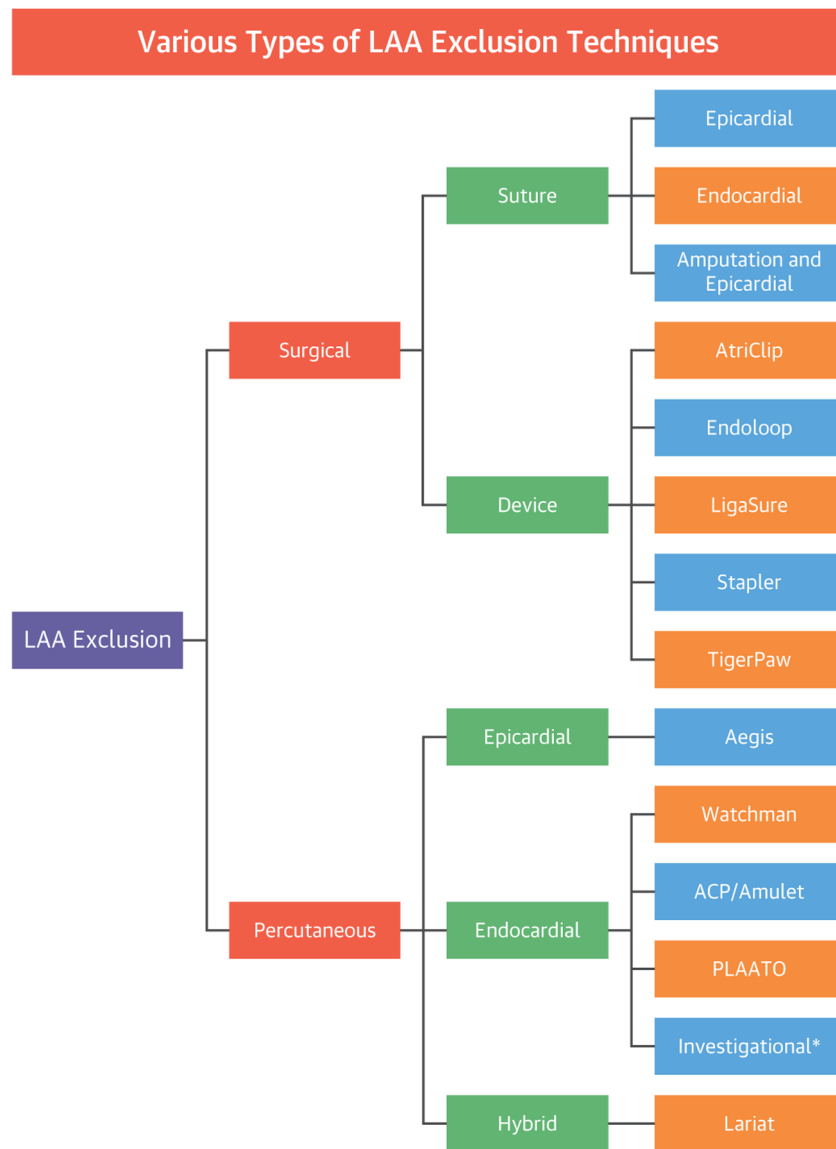 Various Types of LAA Exclusion Techniques
Epicardial
Suture
Endocardial
Amputation and
Epicardial
Surgical
AtriClip
Endoloop
Device
LigaSure
Stapler
LAA Exclusion
TigerPaw
Epicardial
Aegis
Watchman
ACP/Amulet
Percutaneous
Endocardial
PLAATO
Investigational*
Hybrid
Lariat